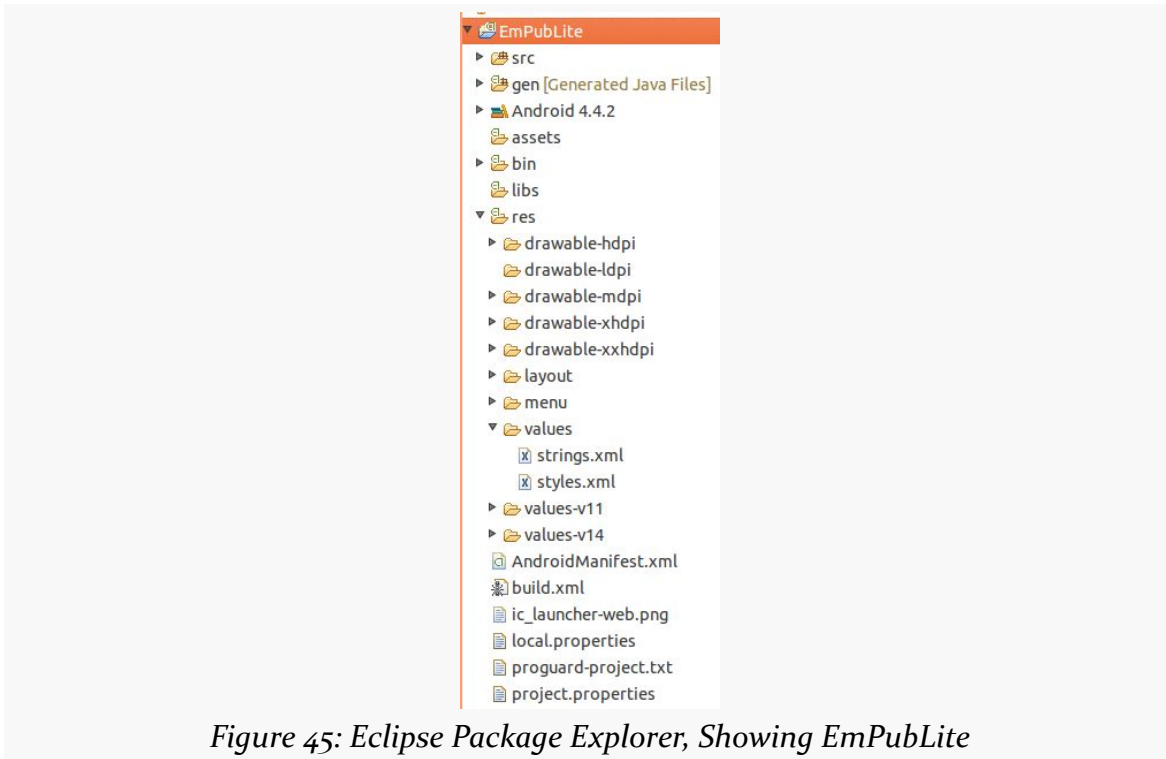 EmPubLite
src
gen [Generated Java Files]
Android 4.4.2
assets
bin
libs
res
drawable-hdpi
drawable-ldpi
drawable-mdpi
drawable-xhdpi
drawable-xxhdpi
layout
menu
values
strings.xml
styles.xml
values-v11
values-v14
AndroidManifest.xml
build.xml
ic_launcher-web.png
local.properties
proguard-project.txt
project.properties
Figure 45: Eclipse Package Explorer, Showing EmPubLite